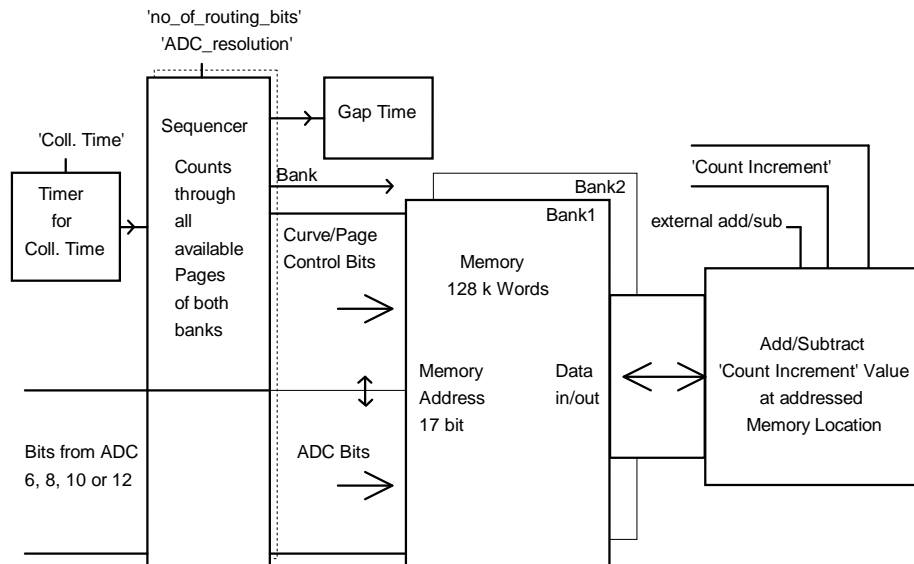 'no_of_routing_bits'
'ADC_resolution'
Gap Time
Sequencer
'Coll. Time'
Counts
through
all
available
Pages
of both
banks
Timer
for
Coll. Time
Bank
Bank2
Bank1
'Count Increment'
external add/sub
Curve/Page
Control Bits
Memory
128 k Words
Memory
Address
17 bit
Data
in/out
Add/Subtract
'Count Increment' Value
at addressed
Memory Location
Bits from ADC
6, 8, 10 or 12
ADC Bits